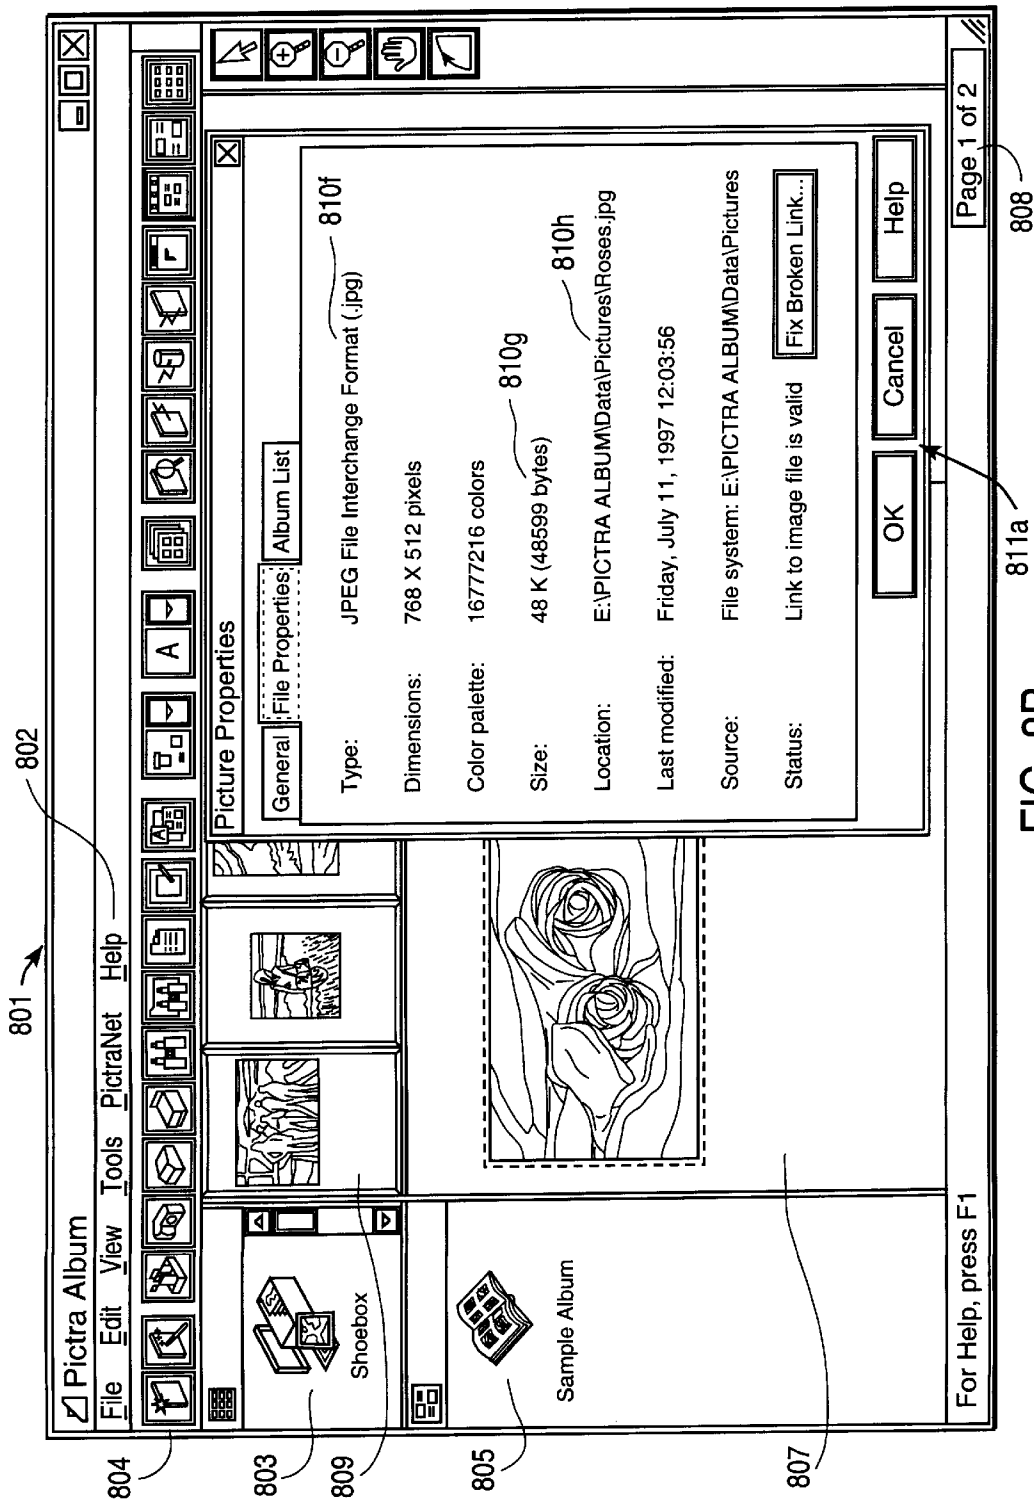 801
802
Pictra Album
File Edit View Tools PictraNet Help
804
A
A
803
Shoebox
809
805
Sample Album
807
Picture Properties
General
File Properties
Album List
Type: JPEG File Interchange Format (.jpg)
810f
Dimensions: 768 X 512 pixels
Color palette: 16777216 colors
Size: 48 K (48599 bytes)
810g
Location: E:\PICTRA ALBUM\Data\Pictures\Roses.jpg
810h
Last modified: Friday, July 11, 1997 12:03:56
Source: File system: E:\PICTRA ALBUM\Data\Pictures
Status: Link to image file is valid
Fix Broken Link...
OK
Cancel
Help
811a
For Help, press F1
Page 1 of 2
808